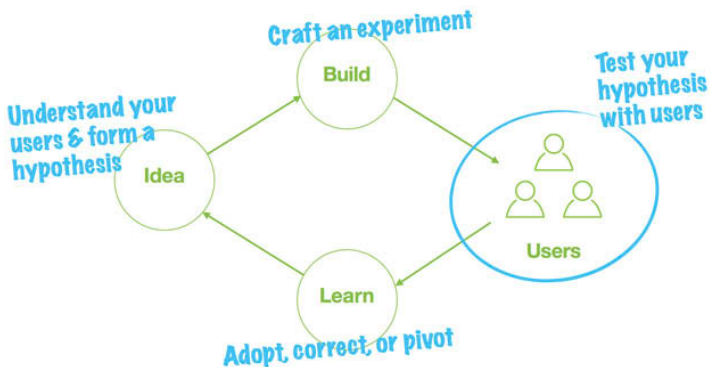 Craft an experiment
Build
Test your
hypothesis
with users
Understand your
users & form a
hypothesis
Idea
Users
Learn
Adopt, correct, or pivot